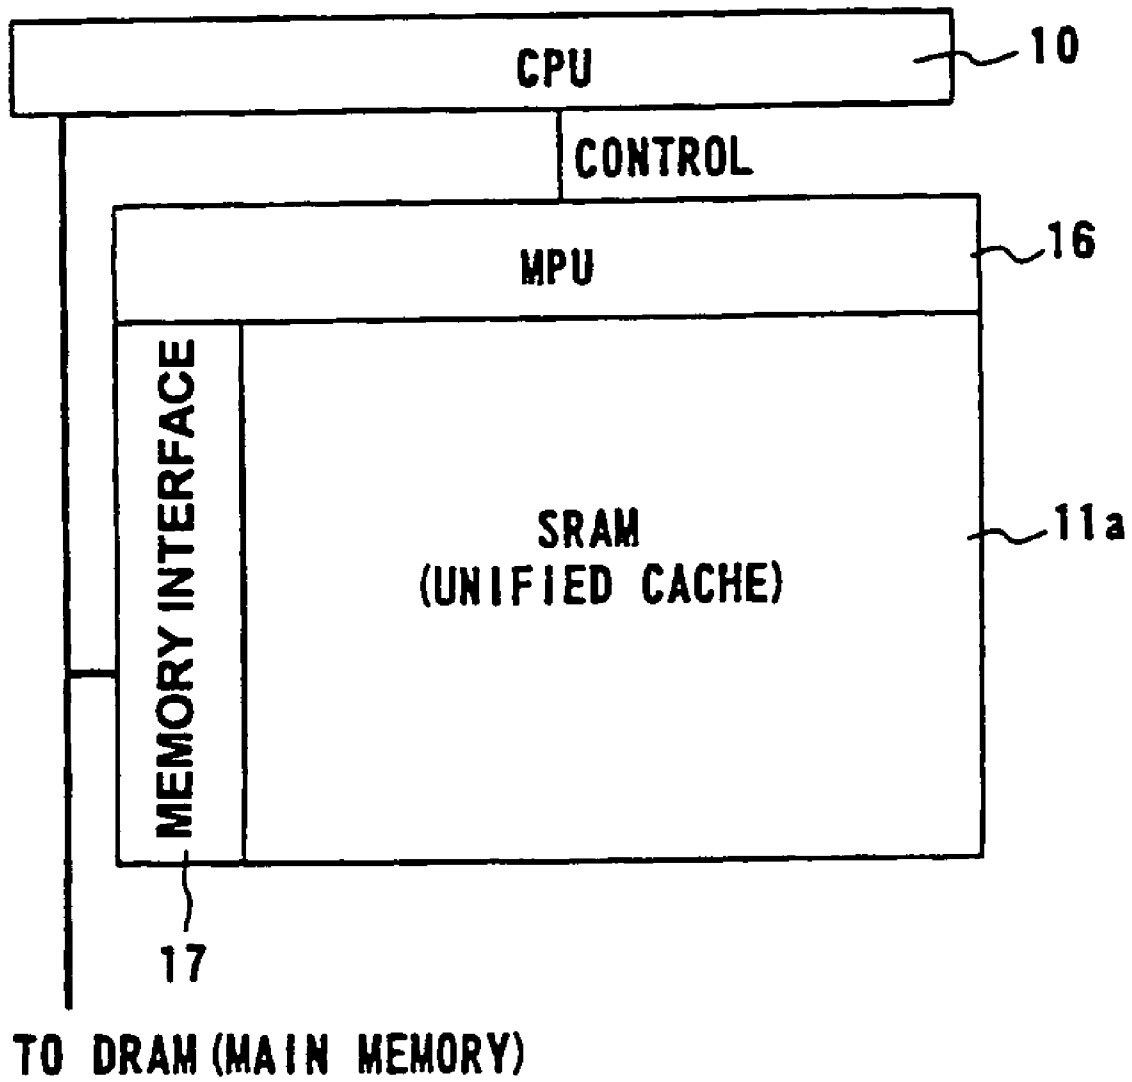 CPU
10
CONTROL
MPU
16
MEMORY INTERFACE
SRAM
(UNIFIED CACHE)
11a
17
TO DRAM (MAIN MEMORY)